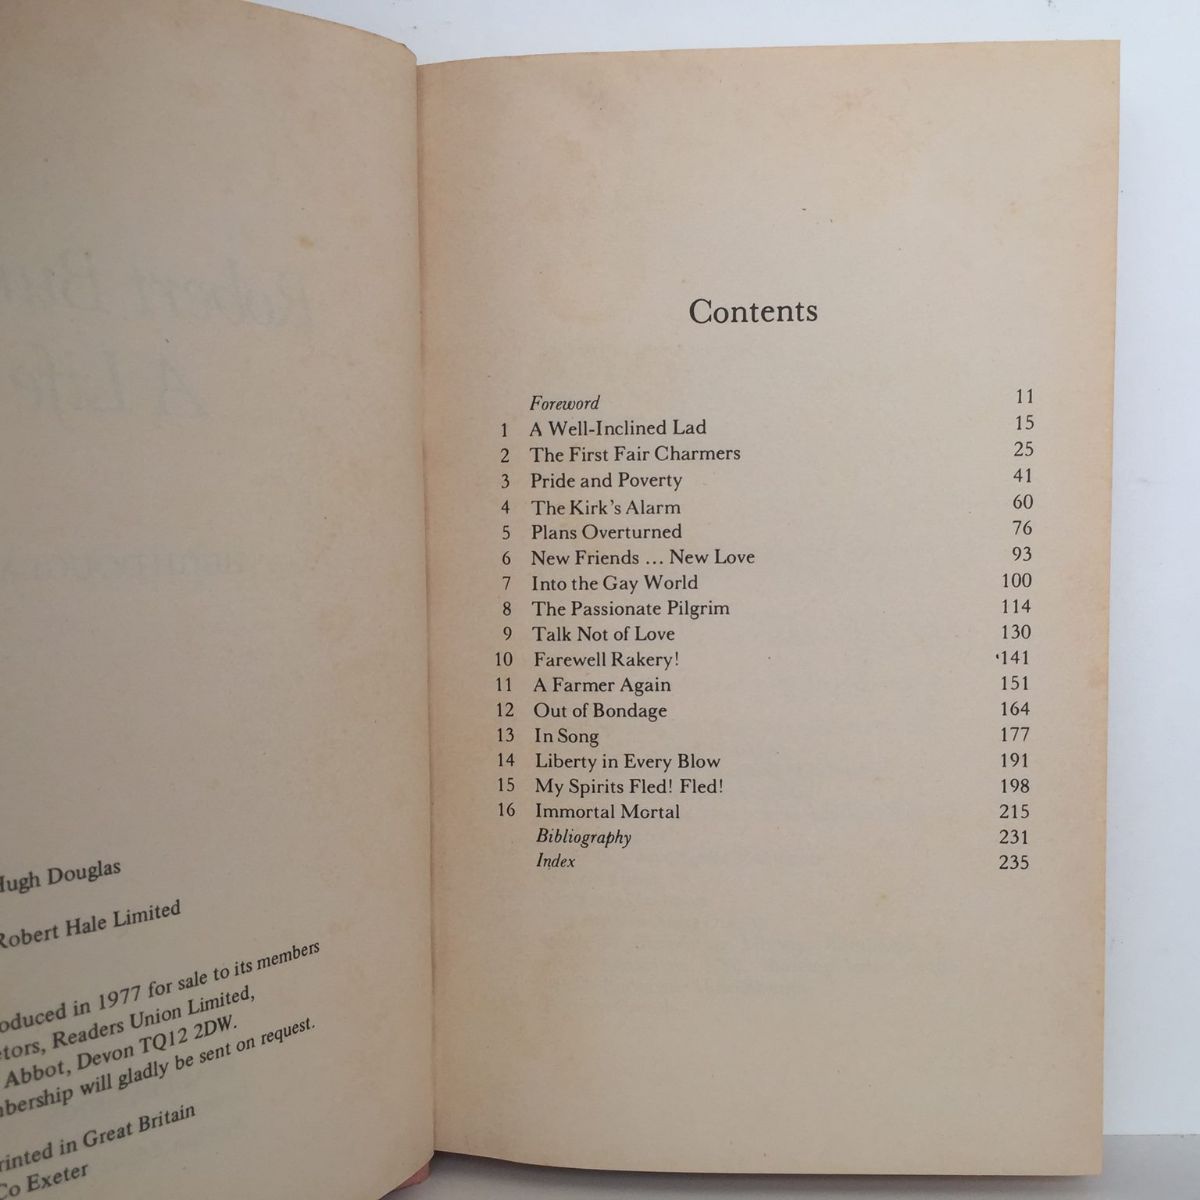 Hugh Douglas
Robert Hale Limited
oduced in 1977 for sale to its members
tors, Readers Union Limited,
Abbot, Devon TQ12 2DW.
bership will gladly be sent on request.
rinted in Great Britain
Co Exeter
Contents
Foreword 11
1 A Well-Inclined Lad 15
2 The First Fair Charmers 25
3 Pride and Poverty 41
4 The Kirk's Alarm 60
5 Plans Overturned 76
6 New Friends ... New Love 93
7 Into the Gay World 100
8 The Passionate Pilgrim 114
9 Talk Not of Love 130
10 Farewell Rakery! 141
11 A Farmer Again 151
12 Out of Bondage 164
13 In Song 177
14 Liberty in Every Blow 191
15 My Spirits Fled! Fled! 198
16 Immortal Mortal 215
Bibliography 231
Index 235